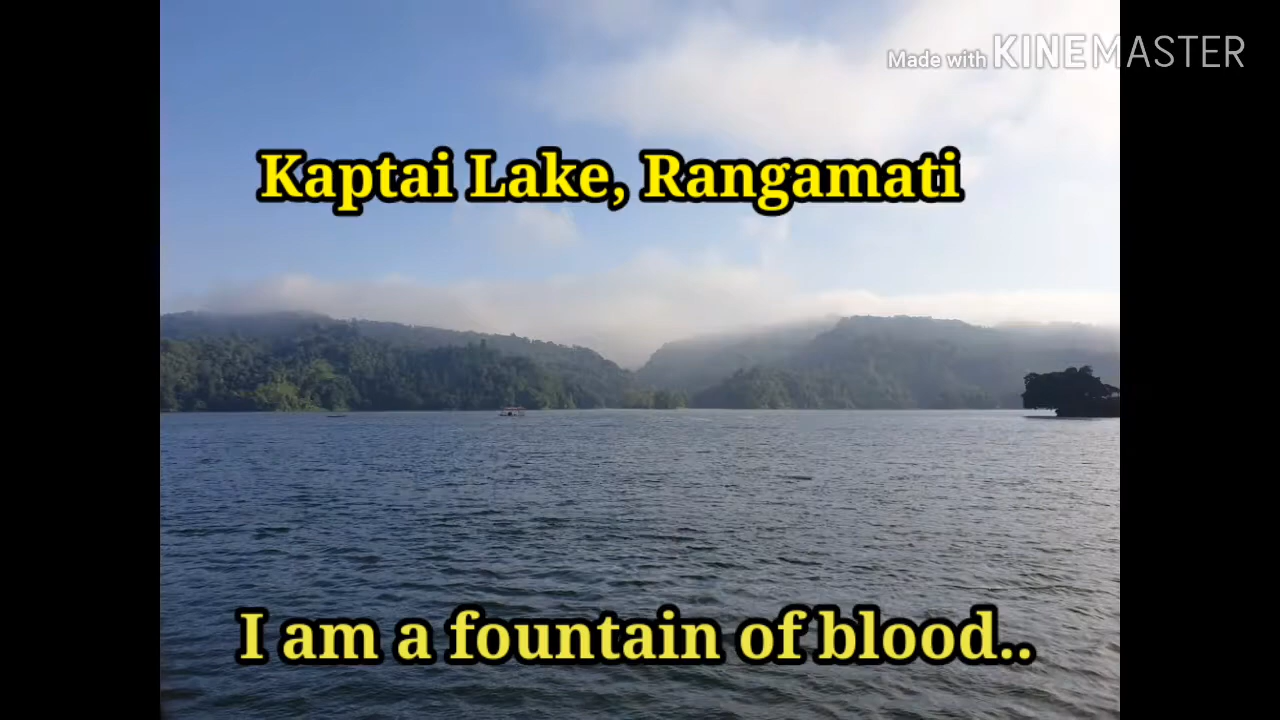 Made with KINEMASTER
Kaptai Lake, Rangamati
I am a fountain of blood..